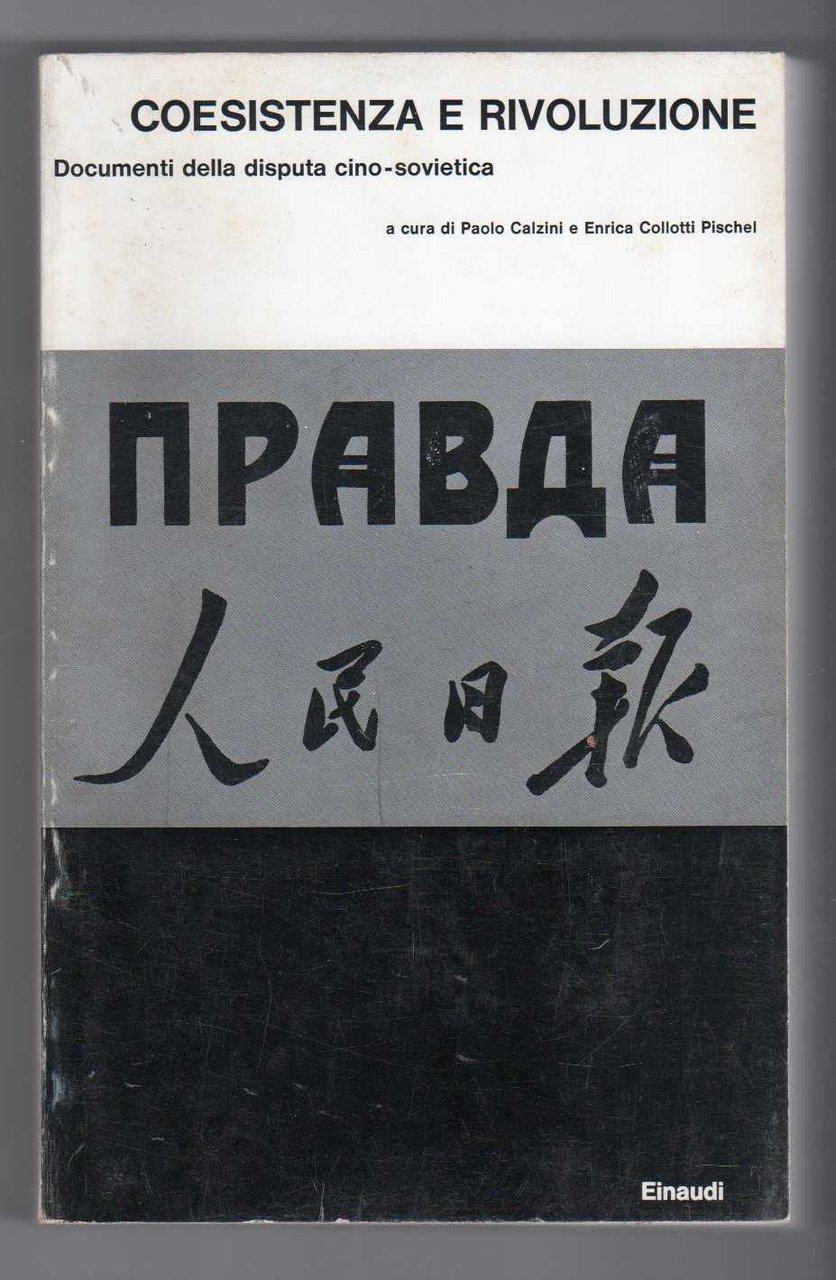 COESISTENZA E RIVOLUZIONE
Documenti della disputa cino-sovietica
a cura di Paolo Calzini e Enrica Collotti Pischel
ПРАВДА
人民日报
Einaudi